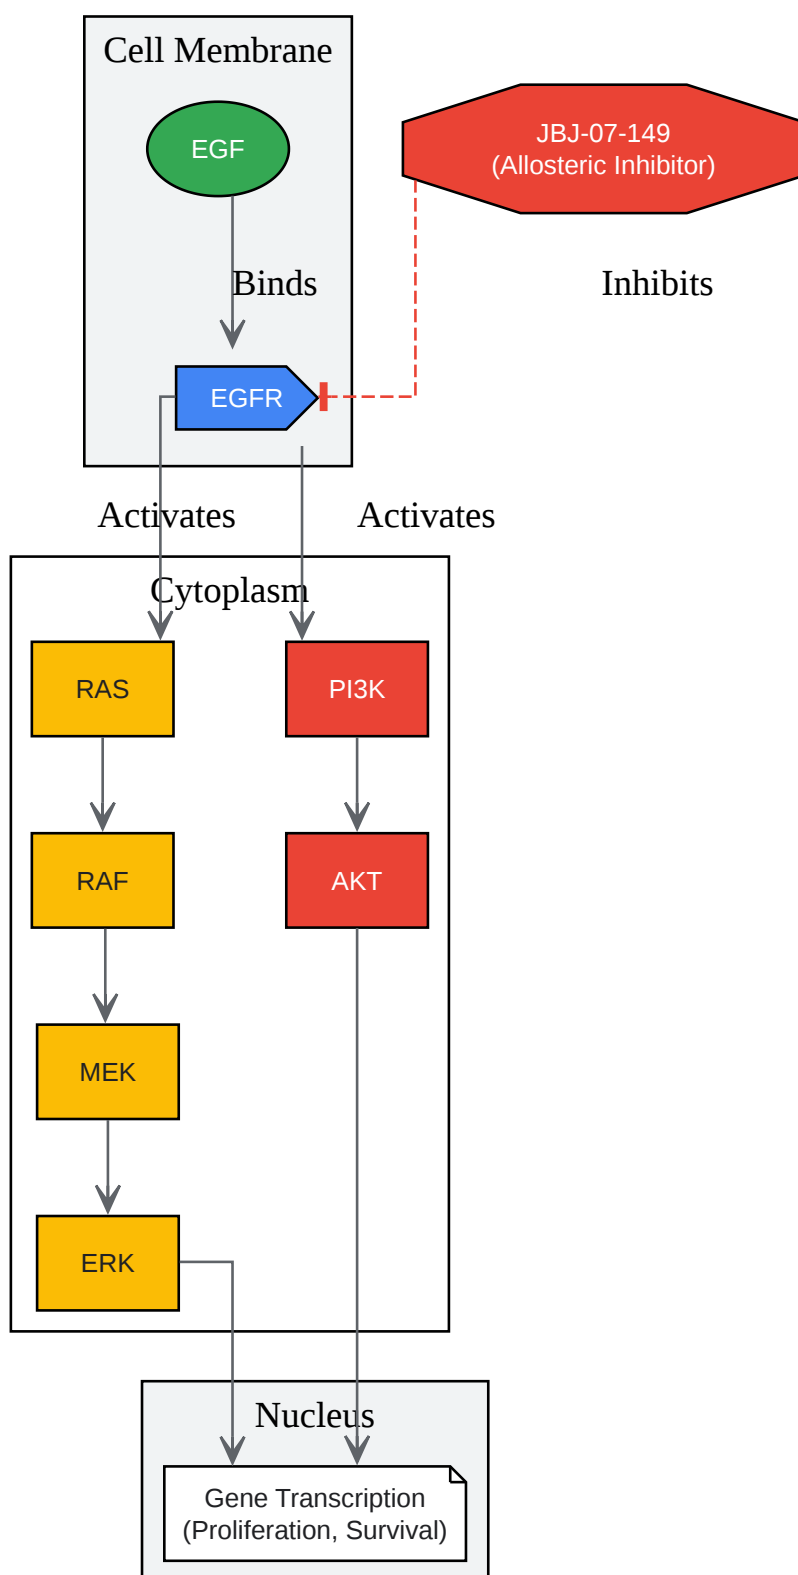 Cell Membrane
EGF
JBJ-07-149
(Allosteric Inhibitor)
Binds
Inhibits
EGFR
Activates
Activates
Cytoplasm
RAS
PI3K
RAF
AKT
MEK
ERK
Nucleus
Gene Transcription
(Proliferation, Survival)